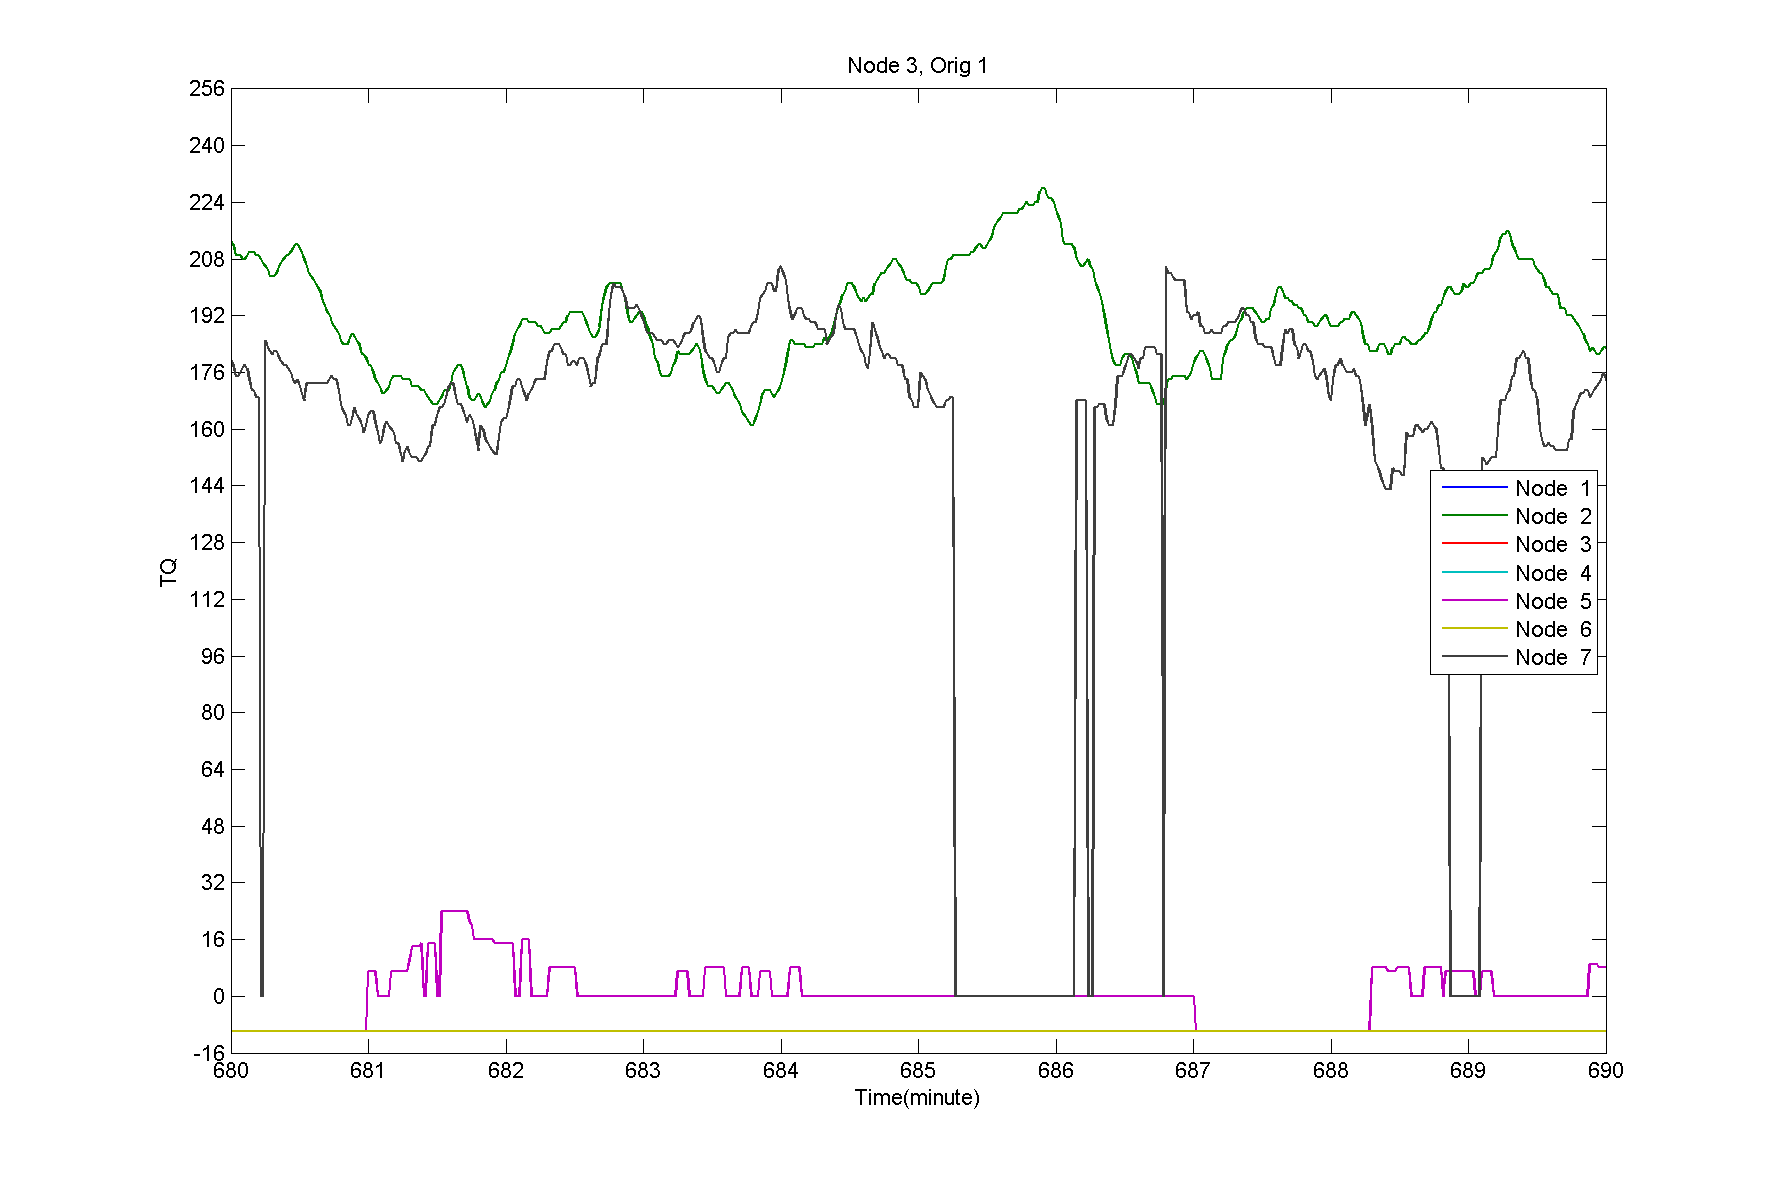 Node 3, Orig 1
256
240
224
208
192
176
160
144
128
112
96
80
64
48
32
16
0
-16
TQ
Node 1
Node 2
Node 3
Node 4
Node 5
Node 6
Node 7
680 681 682 683 684 685 686 687 688 689 690
Time(minute)